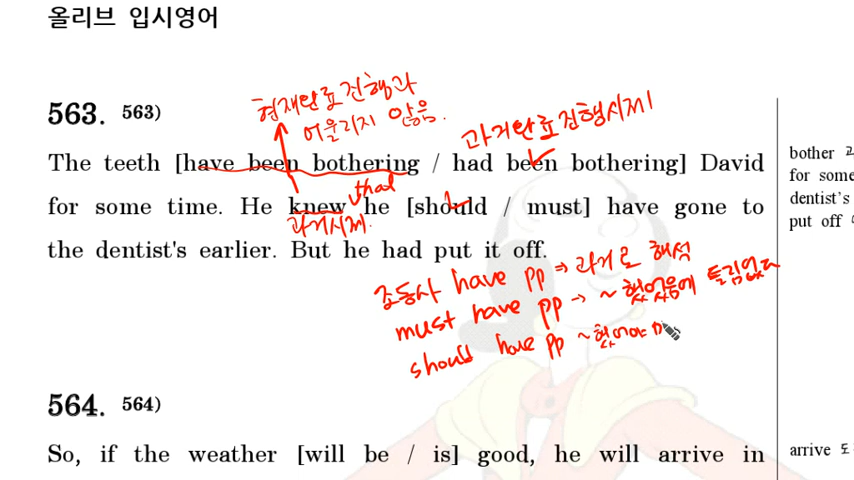 올리브 입시영어
563. 563)
현재완료 진행과
어울리지 않음.
과거완료진행시제!
The teeth [have been bothering / had been bothering] David
bother 고
that
for some time. He knew he [should / must] have gone to
for some
과거시제.
dentist's
the dentist's earlier. But he had put it off.
put off
조동사 have pp ⇒ 과거로 해석
must have pp → ~했었음에 틀림없다
should have pp ~했어야
564. 564)
So, if the weather [will be / is] good, he will arrive in
arrive 도